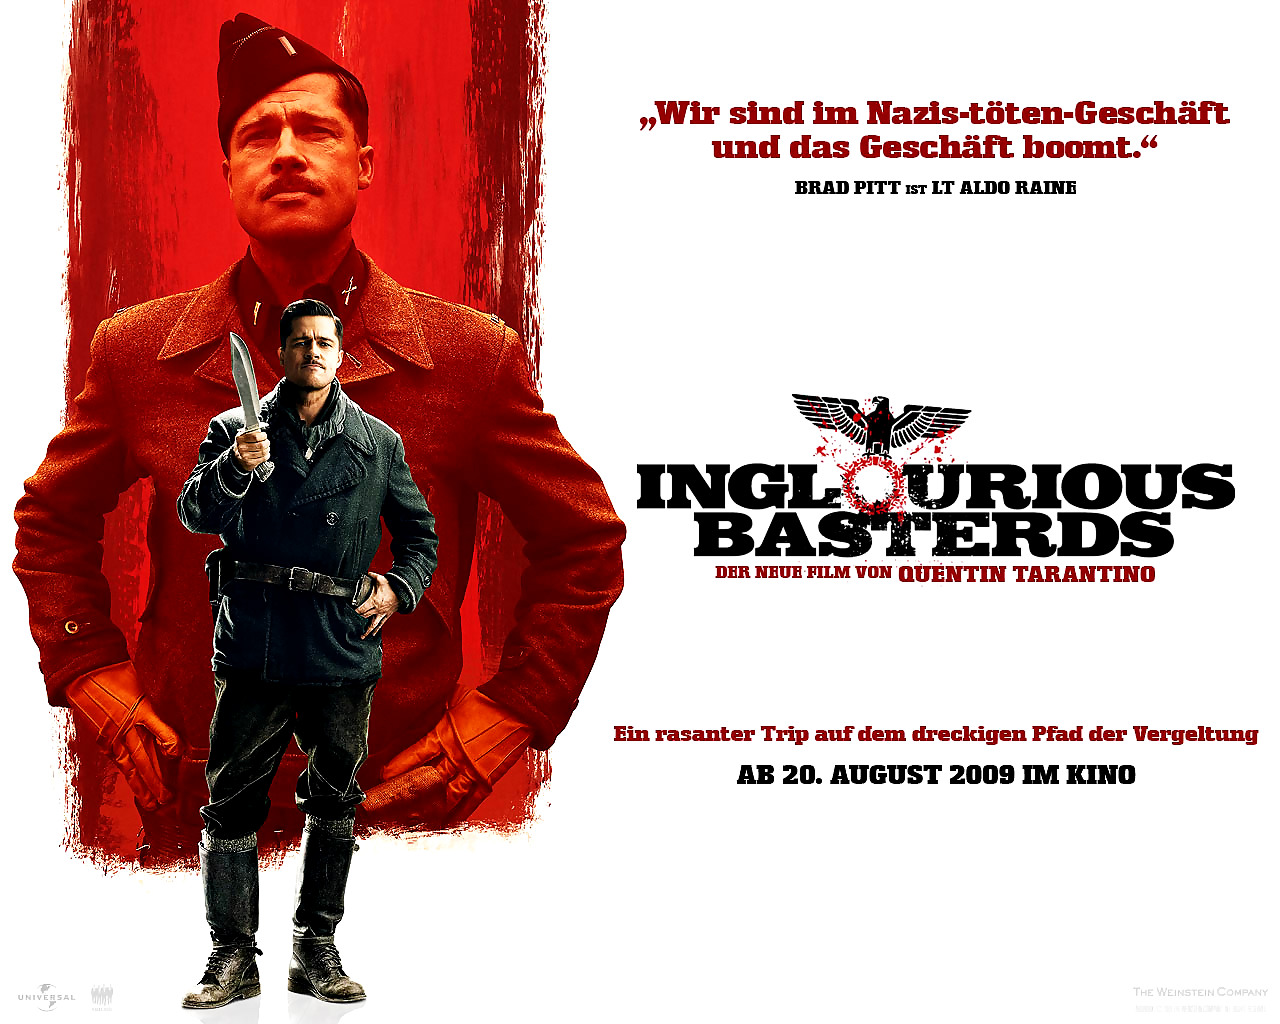 „Wir sind im Nazis-töten-Geschäft
und das Geschäft boomt.“
BRAD PITT IST LT ALDO RAINE
INGLOURIOUS
BASTERDS
DER NEUE FILM VON QUENTIN TARANTINO
Ein rasanter Trip auf dem dreckigen Pfad der Vergeltung
AB 20. AUGUST 2009 IM KINO
UNIVERSAL
THE WEINSTEIN COMPANY